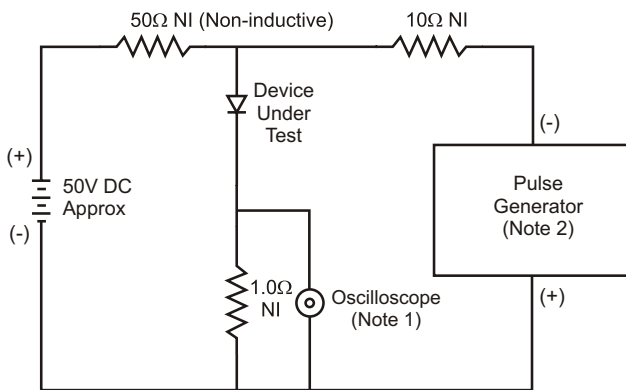 50Ω NI (Non-inductive)
10Ω NI
Device
Under
Test
(+)
50V DC
Approx
(-)
(-)
Pulse
Generator
(Note 2)
(+)
1.0Ω
NI
Oscilloscope
(Note 1)